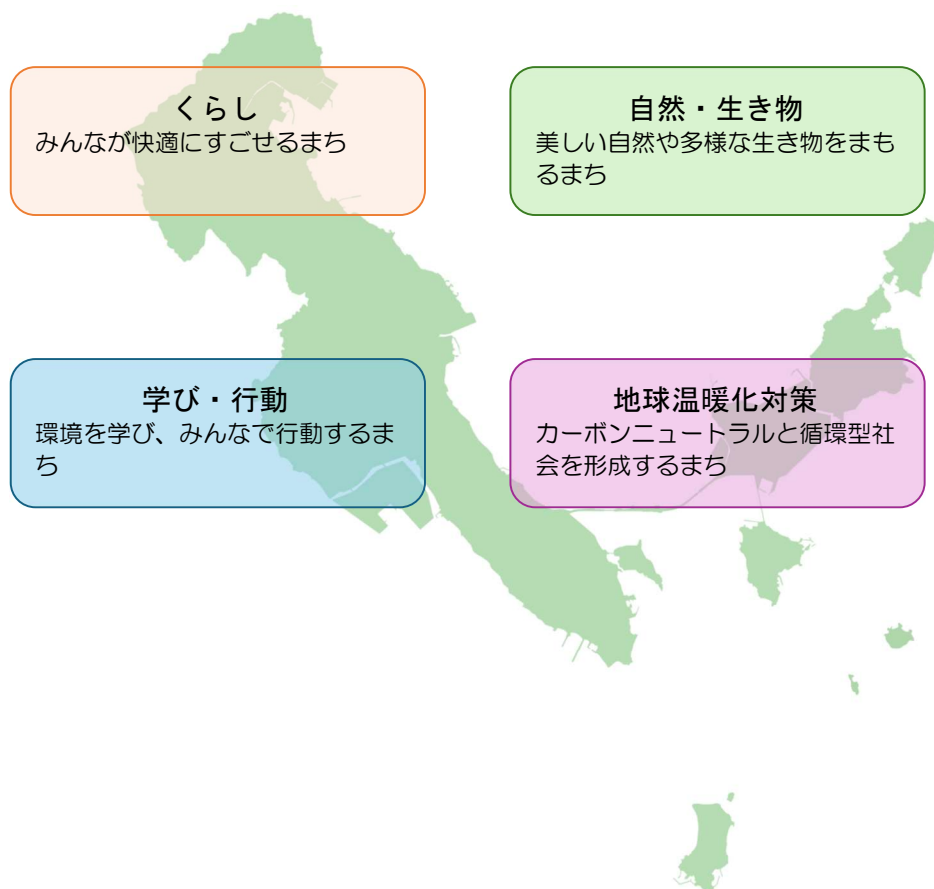 くらし
みんなが快適にすごせるまち
自然・生き物
美しい自然や多様な生き物をまも
るまち
学び・行動
環境を学び、みんなで行動するま
ち
地球温暖化対策
カーボンニュートラルと循環型社
会を形成するまち